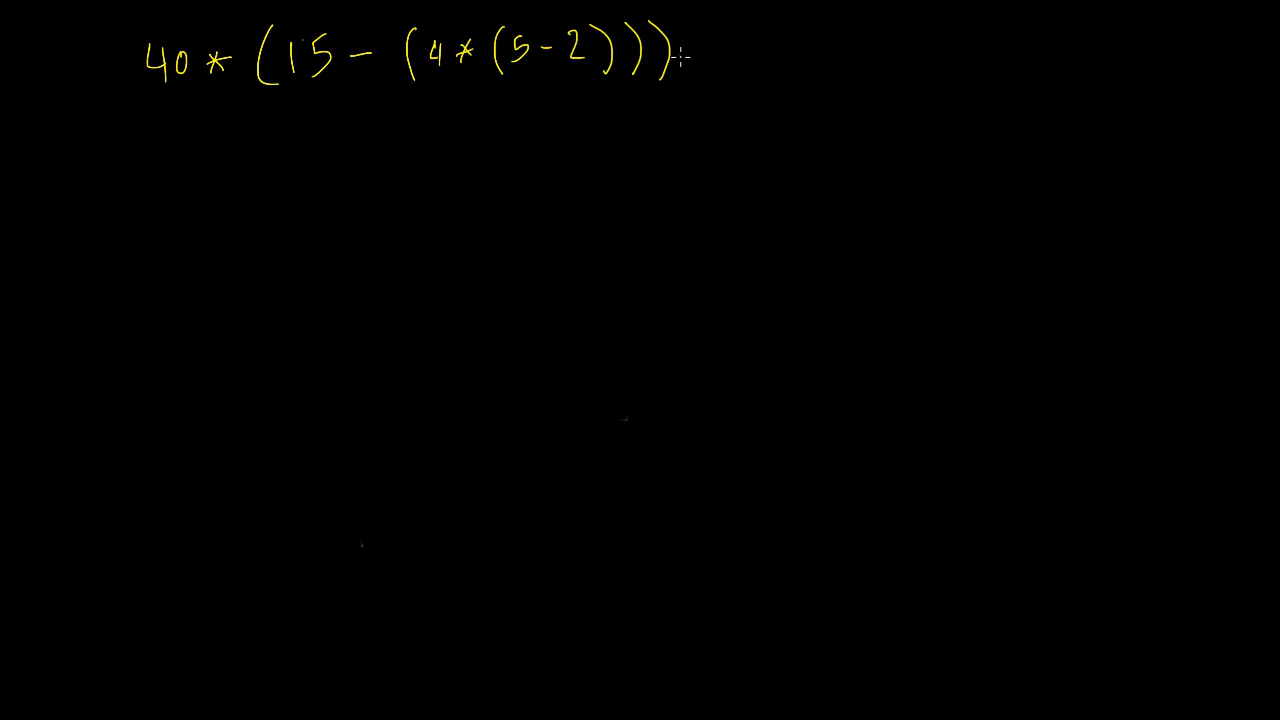 40 * (15 - (4 * (5 - 2)))